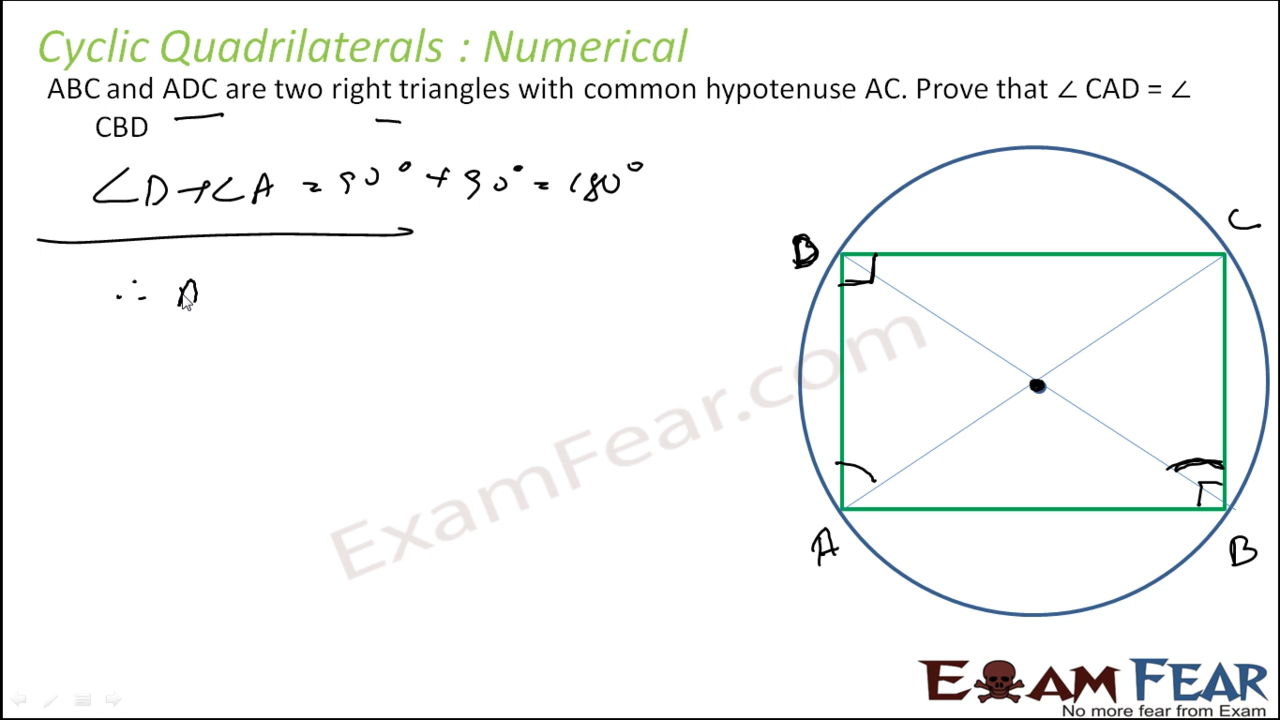 Cyclic Quadrilaterals : Numerical
ABC and ADC are two right triangles with common hypotenuse AC. Prove that ∠ CAD = ∠
CBD
∠D+∠A = 90° + 90° = 180°
∴ A
D
C
A
B
ExamFear.com
EXAM FEAR
No more fear from Exam